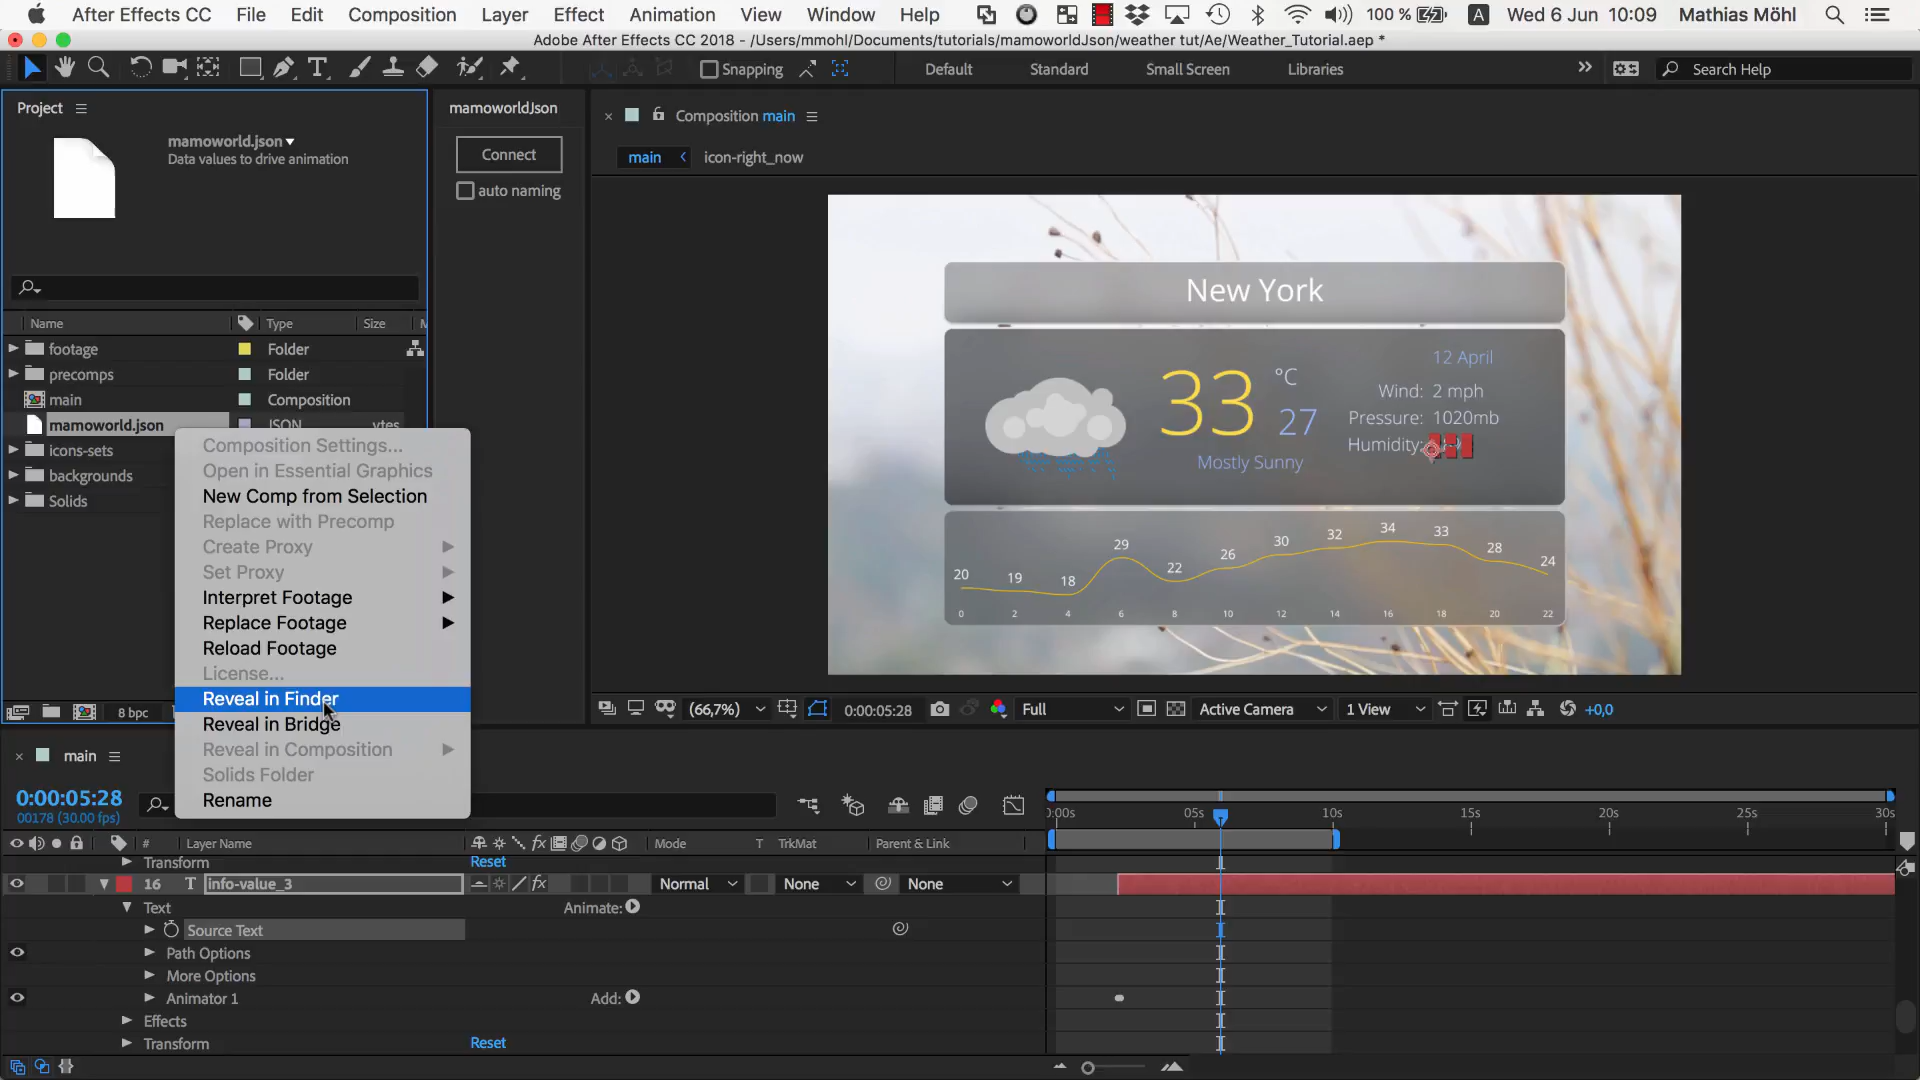 After Effects CC File Edit Composition Layer Effect Animation View Window Help 100 % A Wed 6 Jun 10:09 Mathias Möhl
Adobe After Effects CC 2018 - /Users/mmohl/Documents/tutorials/mamoworldJson/weather tut/Ae/Weather_Tutorial.aep *
Snapping Default Standard Small Screen Libraries Search Help
Project
mamoworld.json
Data values to drive animation
Name Type Size
footage Folder
precomps Folder
main Composition
mamoworld.json JSON ytes
icons-sets
backgrounds
Solids
8 bpc
Composition Settings...
Open in Essential Graphics
New Comp from Selection
Replace with Precomp
Create Proxy
Set Proxy
Interpret Footage
Replace Footage
Reload Footage
License...
Reveal in Finder
Reveal in Bridge
Reveal in Composition
Solids Folder
Rename
mamoworldJson
Connect
auto naming
Composition main
main icon-right_now
New York
12 April
33 °C 27
Mostly Sunny
Wind: 2 mph
Pressure: 1020mb
Humidity:
20 19 18 29 22 26 30 32 34 33 28 24
0 2 4 6 8 10 12 14 16 18 20 22
(66,7%) 0:00:05:28 Full Active Camera 1 View +0,0
main
0:00:05:28
00178 (30.00 fps)
0:00s 05s 10s 15s 20s 25s 30s
# Layer Name fx Mode T TrkMat Parent & Link
Transform Reset
16 T info-value_3 fx Normal None None
Text Animate:
Source Text
Path Options
More Options
Animator 1 Add:
Effects
Transform Reset